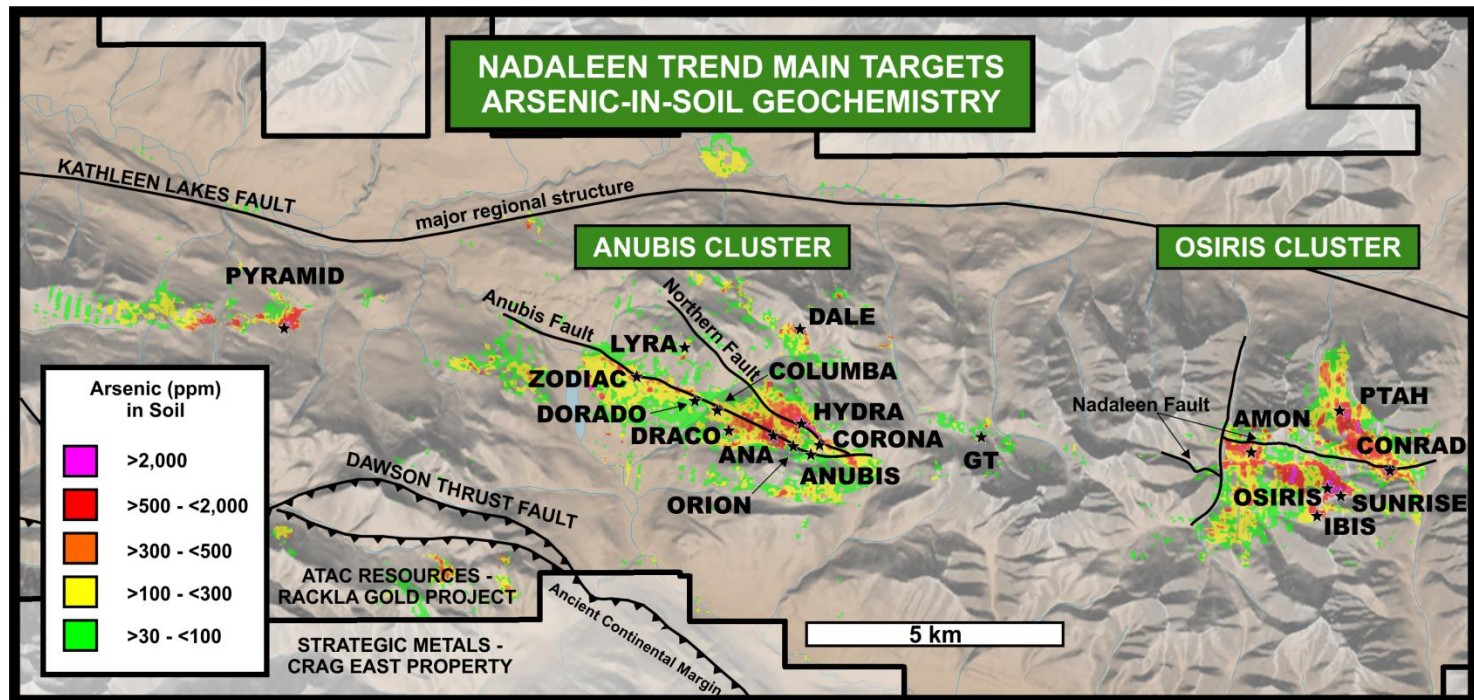 NADALEEN TREND MAIN TARGETS
ARSENIC-IN-SOIL GEOCHEMISTRY
KATHLEEN LAKES FAULT
major regional structure
ANUBIS CLUSTER
OSIRIS CLUSTER
PYRAMID
Anubis Fault
Northern Fault
DALE
LYRA
COLUMBA
ZODIAC
DORADO
HYDRA
DRACO
CORONA
ANA
ANUBIS
ORION
GT
Nadaleen Fault
PTAH
AMON
CONRAD
OSIRIS
SUNRISE
IBIS
Arsenic (ppm)
in Soil
>2,000
>500 - <2,000
>300 - <500
>100 - <300
>30 - <100
DAWSON THRUST FAULT
ATAC RESOURCES -
RACKLA GOLD PROJECT
STRATEGIC METALS -
CRAG EAST PROPERTY
Ancient Continental Margin
5 km